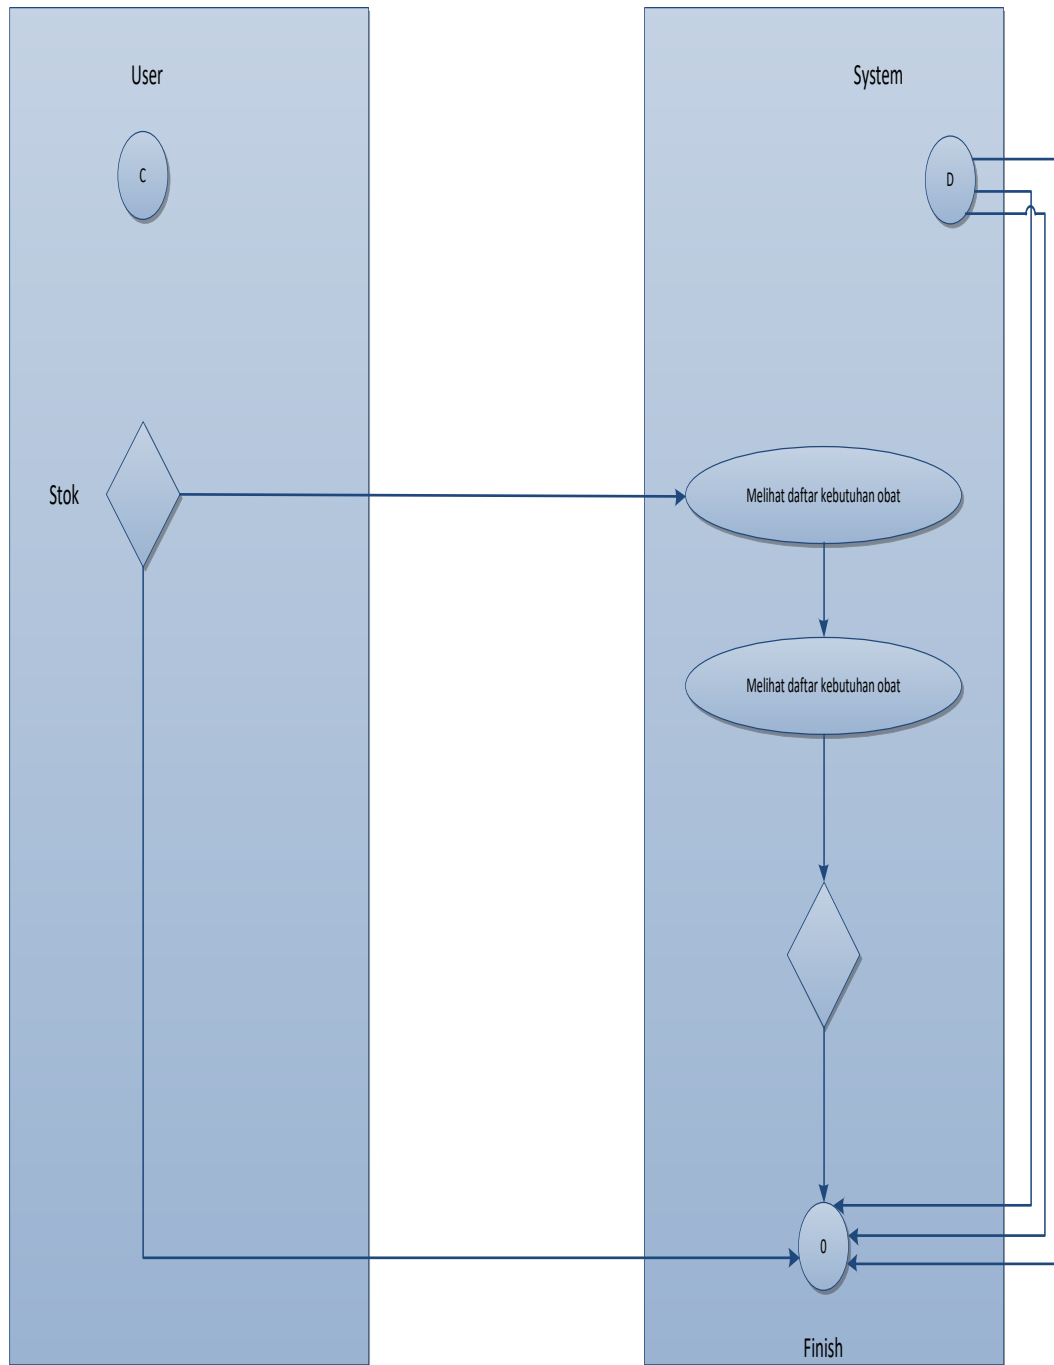 User
System
C
D
Stok
Melihat daftar kebutuhan obat
Melihat daftar kebutuhan obat
0
Finish